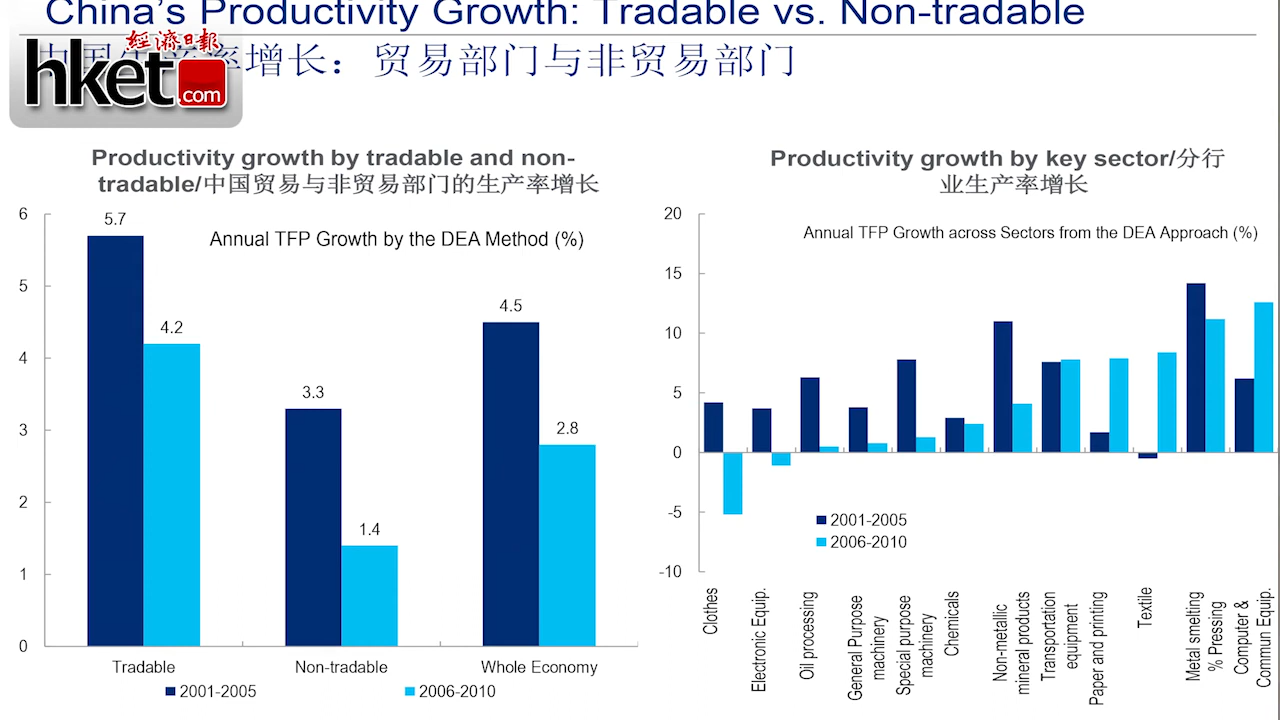 China's Productivity Growth: Tradable vs. Non-tradable
率增长：贸易部门与非贸易部门
經濟日報
hket
.com
Productivity growth by tradable and non-
tradable/中国贸易与非贸易部门的生产率增长
Annual TFP Growth by the DEA Method (%)
6
5
4
3
2
1
0
5.7
4.2
3.3
1.4
4.5
2.8
Tradable
Non-tradable
Whole Economy
2001-2005
2006-2010
Productivity growth by key sector/分行
业生产率增长
Annual TFP Growth across Sectors from the DEA Approach (%)
20
15
10
5
0
-5
-10
2001-2005
2006-2010
Clothes
Electronic Equip.
Oil processing
General Purpose
machinery
Special purpose
machinery
Chemicals
Non-metallic
mineral products
Transportation
equipment
Paper and printing
Textile
Metal smelting
% Pressing
Computer &
Commun Equip.